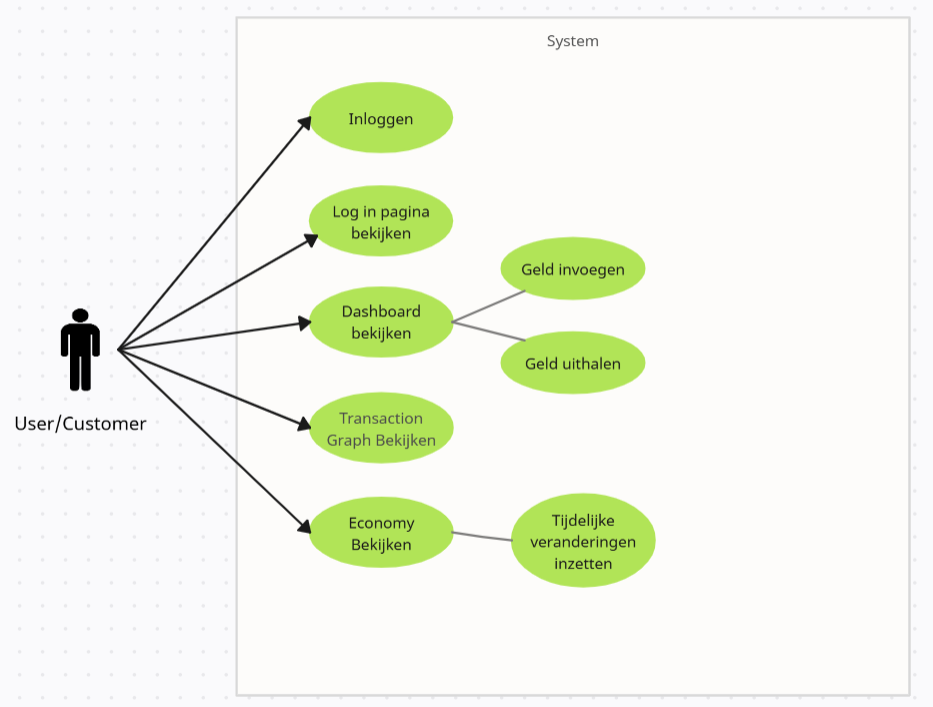 System
Inloggen
Log in pagina
bekijken
Geld invoegen
Dashboard
bekijken
Geld uithalen
User/Customer
Transaction
Graph Bekijken
Economy
Bekijken
Tijdelijke
veranderingen
inzetten